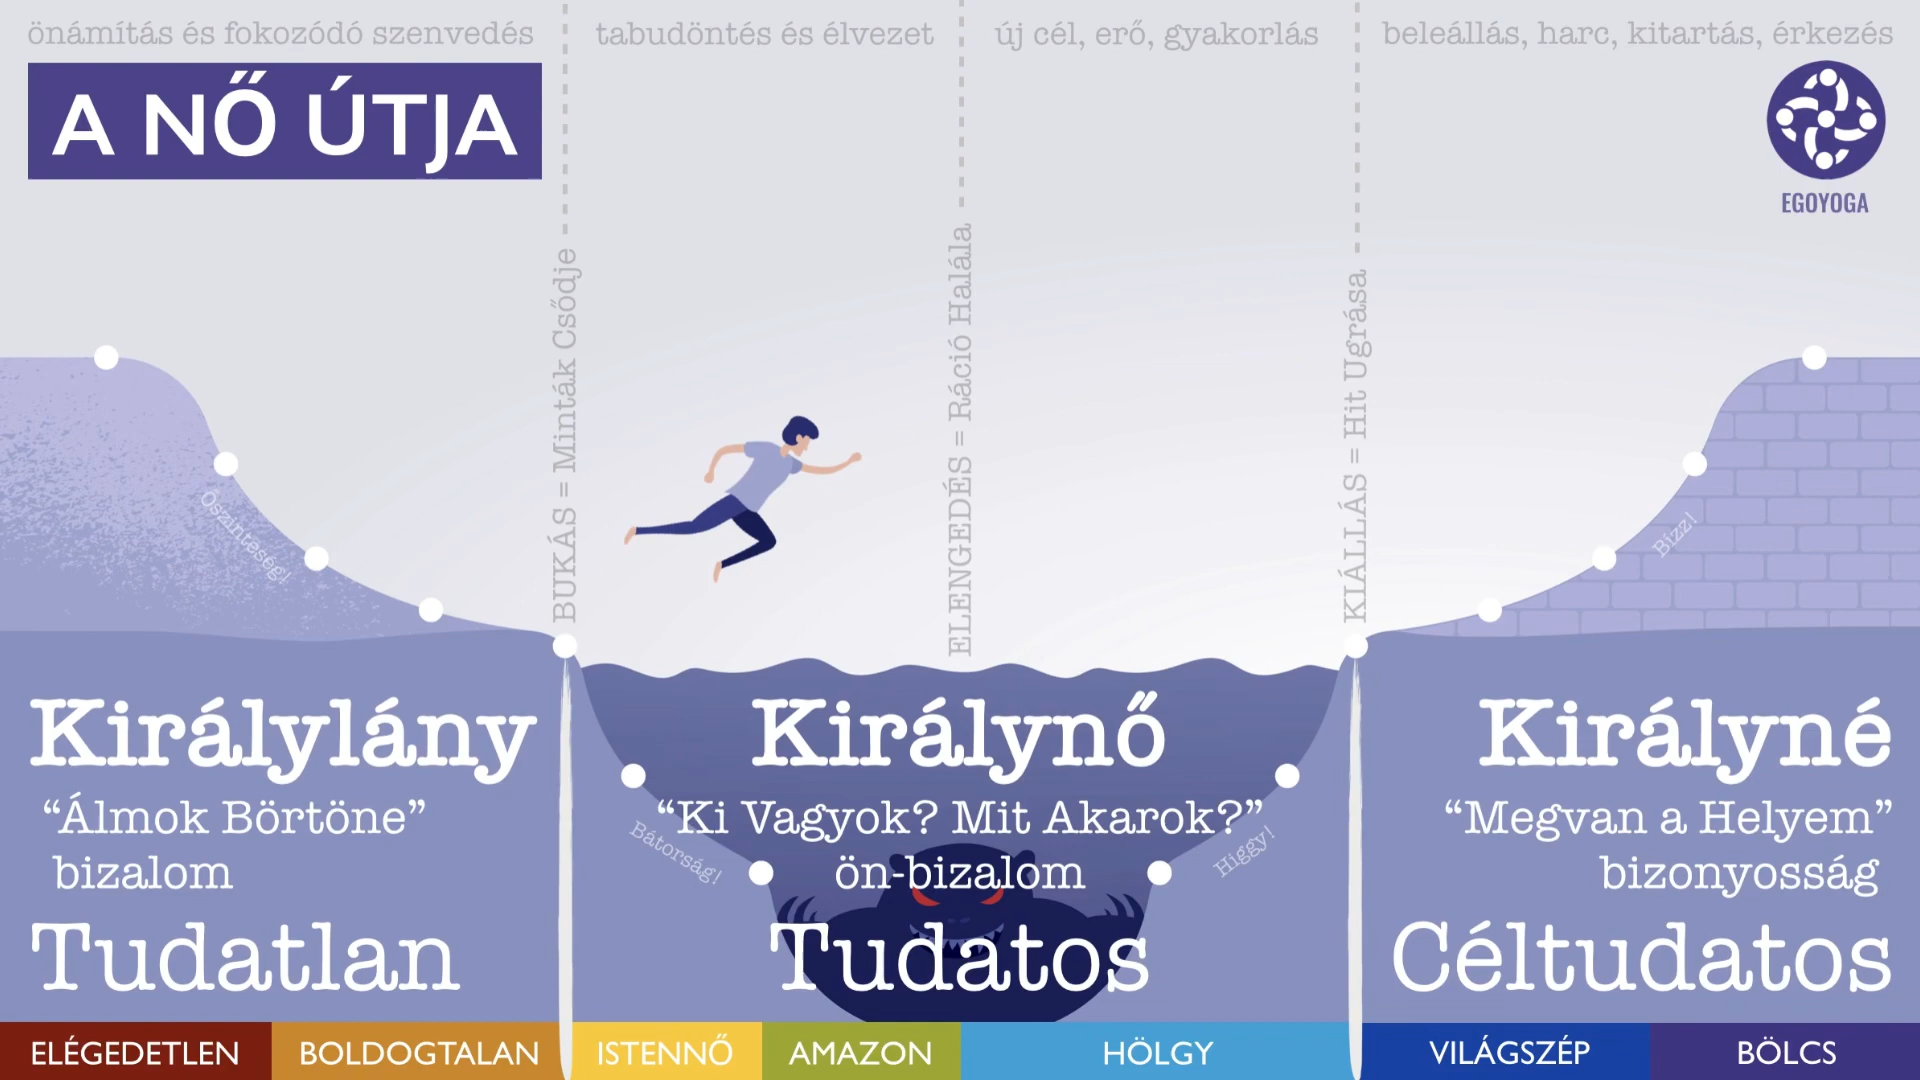 önámítás és fokozódó szenvedés
tabudöntés és élvezet
új cél, erő, gyakorlás
beleállás, harc, kitartás, érkezés
A NŐ ÚTJA
EGOYOGA
BUKÁS = Minták Csődje
ELENGEDÉS = Ráció Halála
KIÁLLÁS = Hit Ugrása
Őszinteség!
Bízz!
Királylány
“Álmok Börtöne”
bizalom
Tudatlan
Királynő
“Ki Vagyok? Mit Akarok?”
ön-bizalom
Tudatos
Bátorság!
Higgy!
Királyné
“Megvan a Helyem”
bizonyosság
Céltudatos
ELÉGEDETLEN
BOLDOGTALAN
ISTENNŐ
AMAZON
HÖLGY
VILÁGSZÉP
BÖLCS